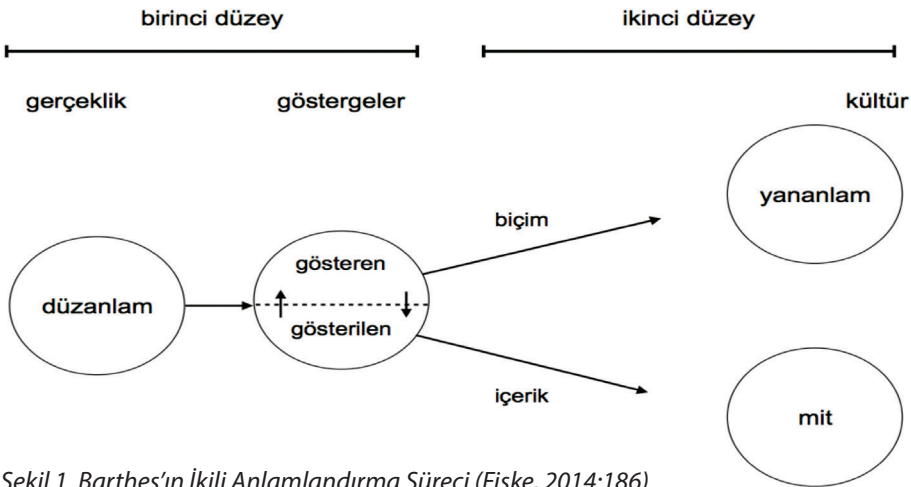 birinci düzey
ikinci düzey
gerçeklik
göstergeler
kültür
düzanlam
gösteren
gösterilen
biçim
içerik
yananlam
mit
Şekil 1. Barthes’ın İkili Anlamlandırma Süreci (Fiske, 2014:186)